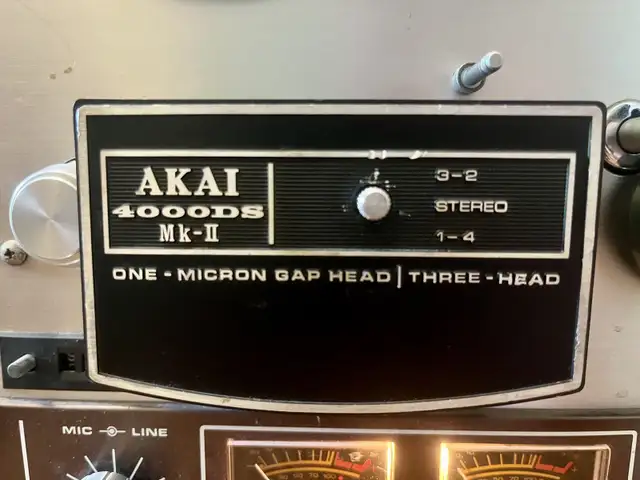 AKAI
4000DS
Mk-II
3-2
STEREO
1-4
ONE-MICRON GAP HEAD | THREE-HEAD
MIC LINE